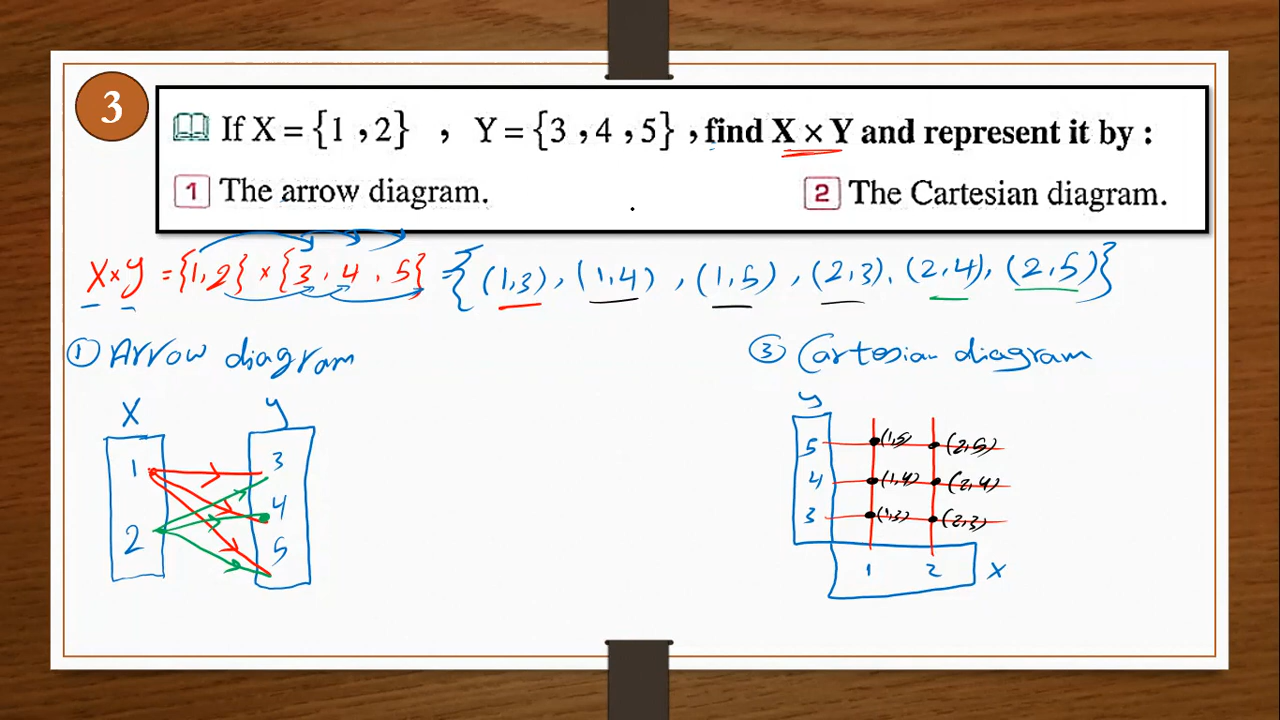 3
If X = {1 , 2} , Y = {3 , 4 , 5} , find X × Y and represent it by :
1 The arrow diagram. 2 The Cartesian diagram.
X×y = {1, 2} × {3, 4, 5} = {(1,3), (1,4), (1,5), (2,3), (2,4), (2,5)}
① Arrow diagram
X y
1 3
4
2 5
③ Cartesian diagram
y
5 (1,5) (2,5)
4 (1,4) (2,4)
3 (1,3) (2,3)
1 2 X